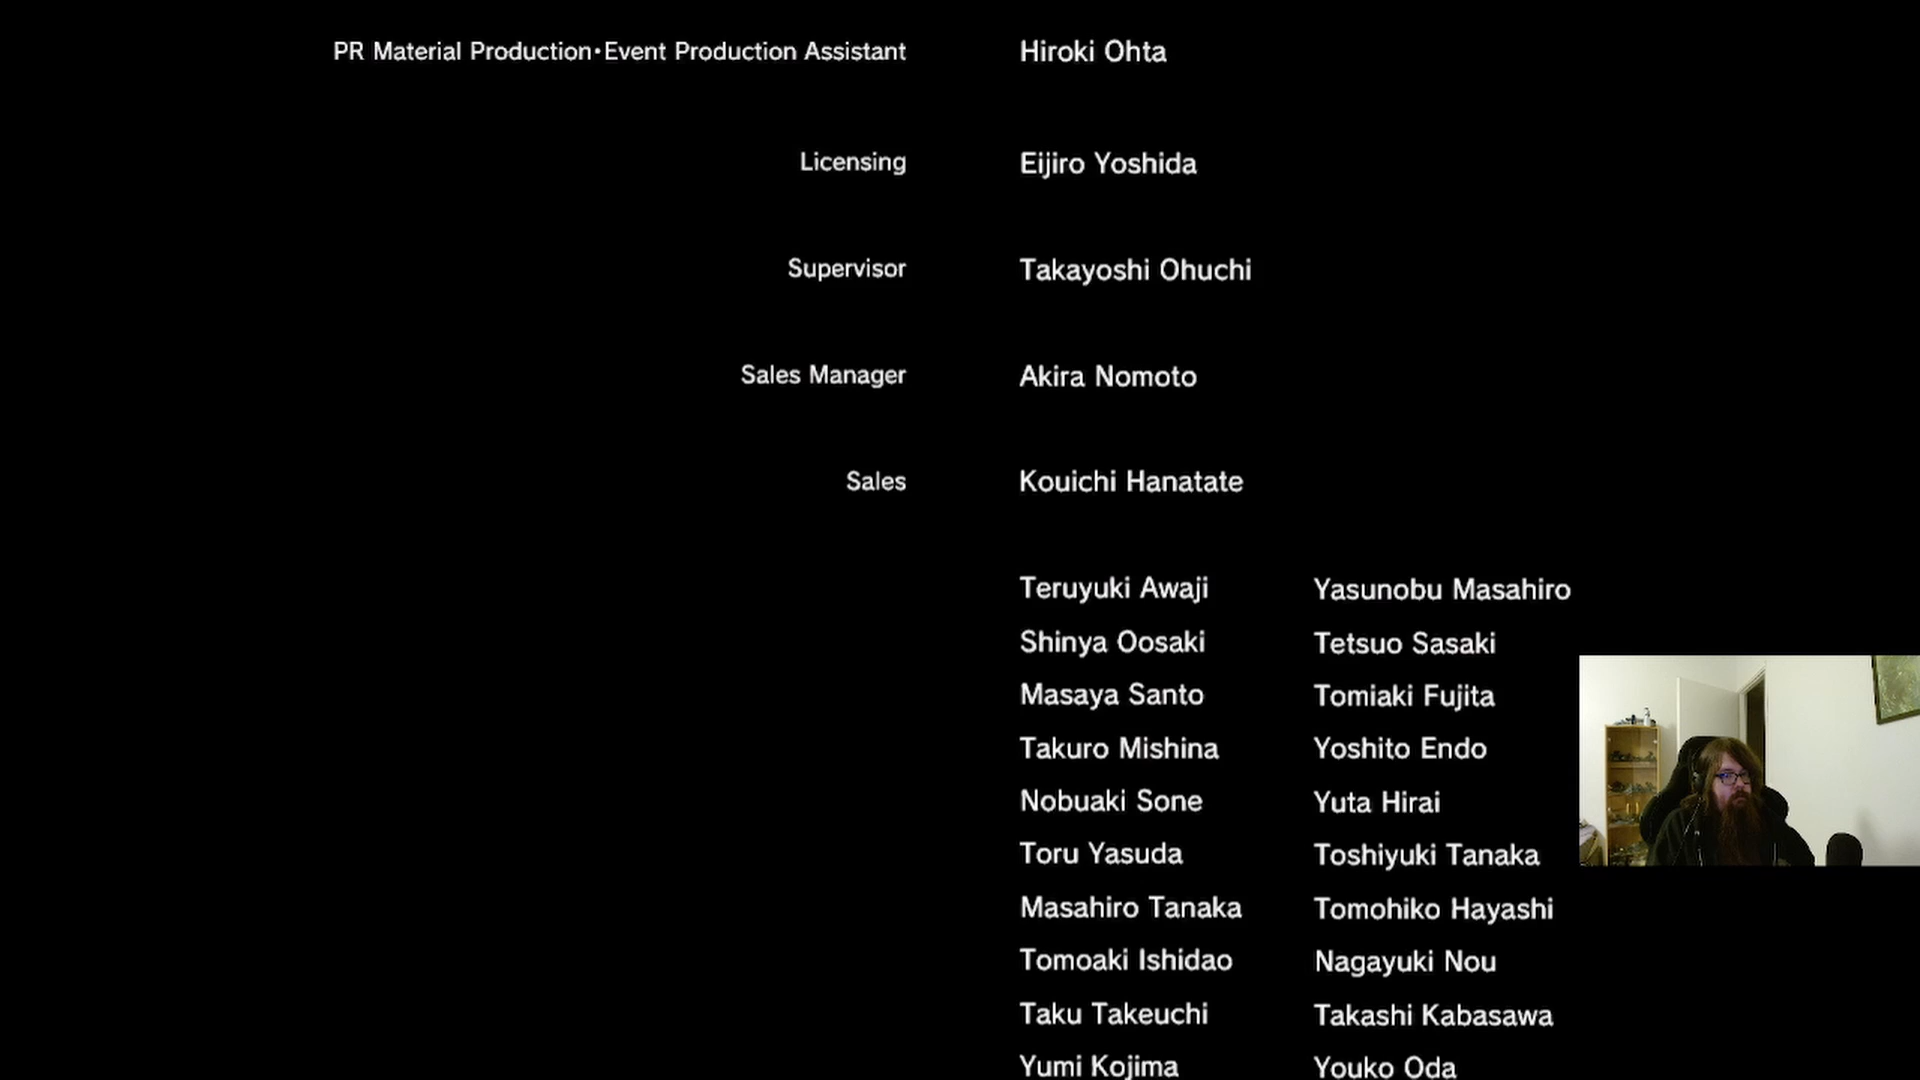 PR Material Production・Event Production Assistant Hiroki Ohta
Licensing Eijiro Yoshida
Supervisor Takayoshi Ohuchi
Sales Manager Akira Nomoto
Sales Kouichi Hanatate
Teruyuki Awaji Yasunobu Masahiro
Shinya Oosaki Tetsuo Sasaki
Masaya Santo Tomiaki Fujita
Takuro Mishina Yoshito Endo
Nobuaki Sone Yuta Hirai
Toru Yasuda Toshiyuki Tanaka
Masahiro Tanaka Tomohiko Hayashi
Tomoaki Ishidao Nagayuki Nou
Taku Takeuchi Takashi Kabasawa
Yumi Kojima Youko Oda